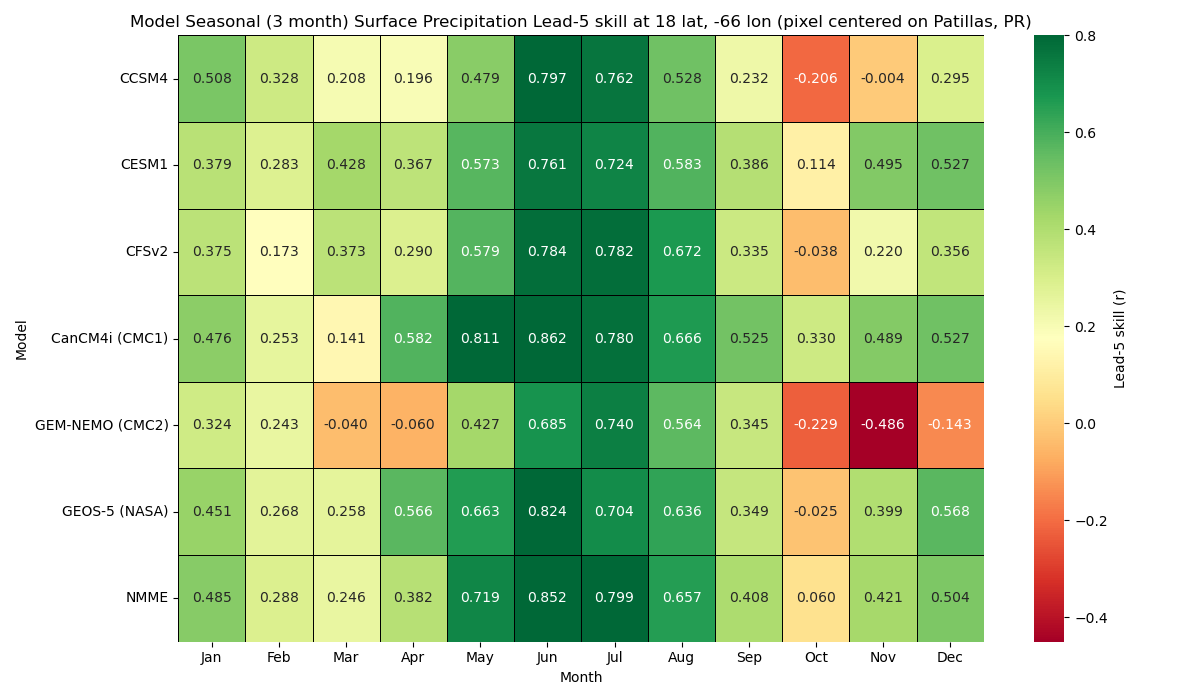 Model Seasonal (3 month) Surface Precipitation Lead-5 skill at 18 lat, -66 lon (pixel centered on Patillas, PR)
CCSM4 0.508 0.328 0.208 0.196 0.479 0.797 0.762 0.528 0.232 -0.206 -0.004 0.295
CESM1 0.379 0.283 0.428 0.367 0.573 0.761 0.724 0.583 0.386 0.114 0.495 0.527
CFSv2 0.375 0.173 0.373 0.290 0.579 0.784 0.782 0.672 0.335 -0.038 0.220 0.356
CanCM4i (CMC1) 0.476 0.253 0.141 0.582 0.811 0.862 0.780 0.666 0.525 0.330 0.489 0.527
GEM-NEMO (CMC2) 0.324 0.243 -0.040 -0.060 0.427 0.685 0.740 0.564 0.345 -0.229 -0.486 -0.143
GEOS-5 (NASA) 0.451 0.268 0.258 0.566 0.663 0.824 0.704 0.636 0.349 -0.025 0.399 0.568
NMME 0.485 0.288 0.246 0.382 0.719 0.852 0.799 0.657 0.408 0.060 0.421 0.504
Jan Feb Mar Apr May Jun Jul Aug Sep Oct Nov Dec
Month
Model
0.8
0.6
0.4
0.2
0.0
−0.2
−0.4
Lead-5 skill (r)